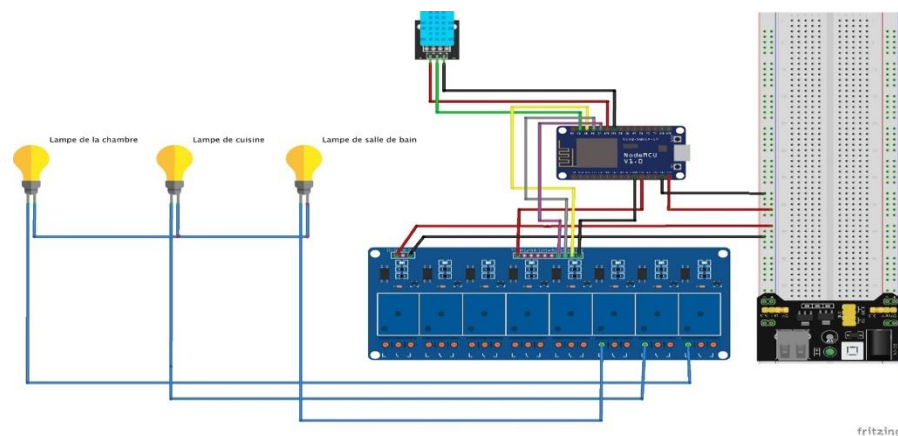 Lampe de la chambre
Lampe de cuisine
Lampe de salle de bain
NodeMCU
V1.0
fritzing